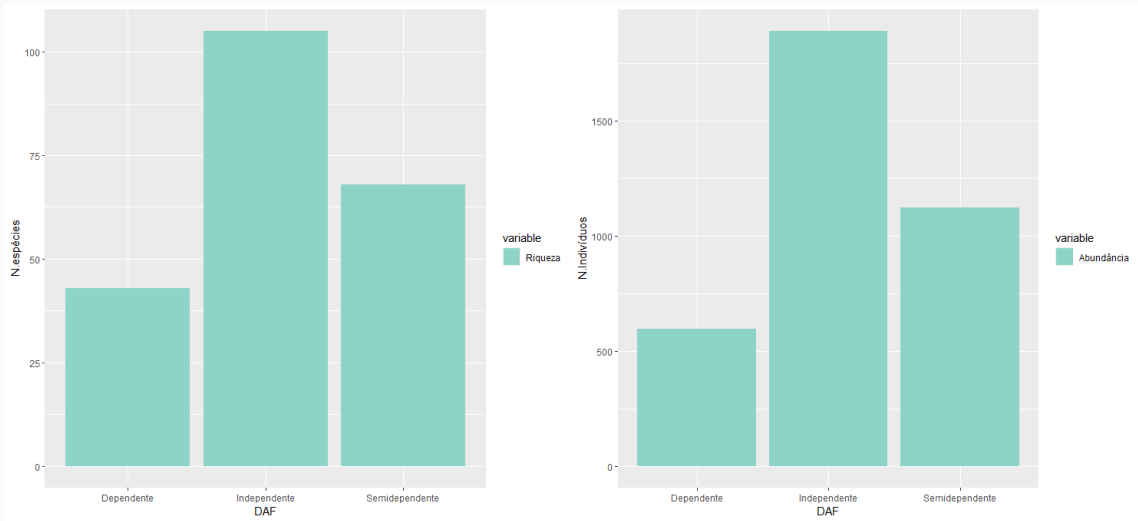 N.espécies
100
75
50
25
0
Dependente
Independente
Semidependente
DAF
variable
Riqueza
N.Indivíduos
1500
1000
500
0
Dependente
Independente
Semidependente
DAF
variable
Abundância